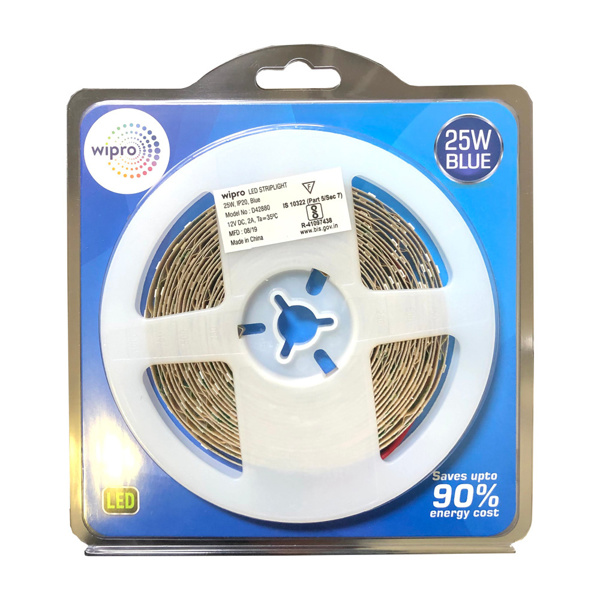 wipro
25W
BLUE
wipro LED STRIPLIGHT
25W, IP20, Blue
Model No : D42680
12V DC, 2A, Ta=35ºC
MFD : 08/19
Made in China
IS 10322 (Part 5/Sec 7)
R-41097438
www.bis.gov.in
LED
Saves upto
90%
energy cost